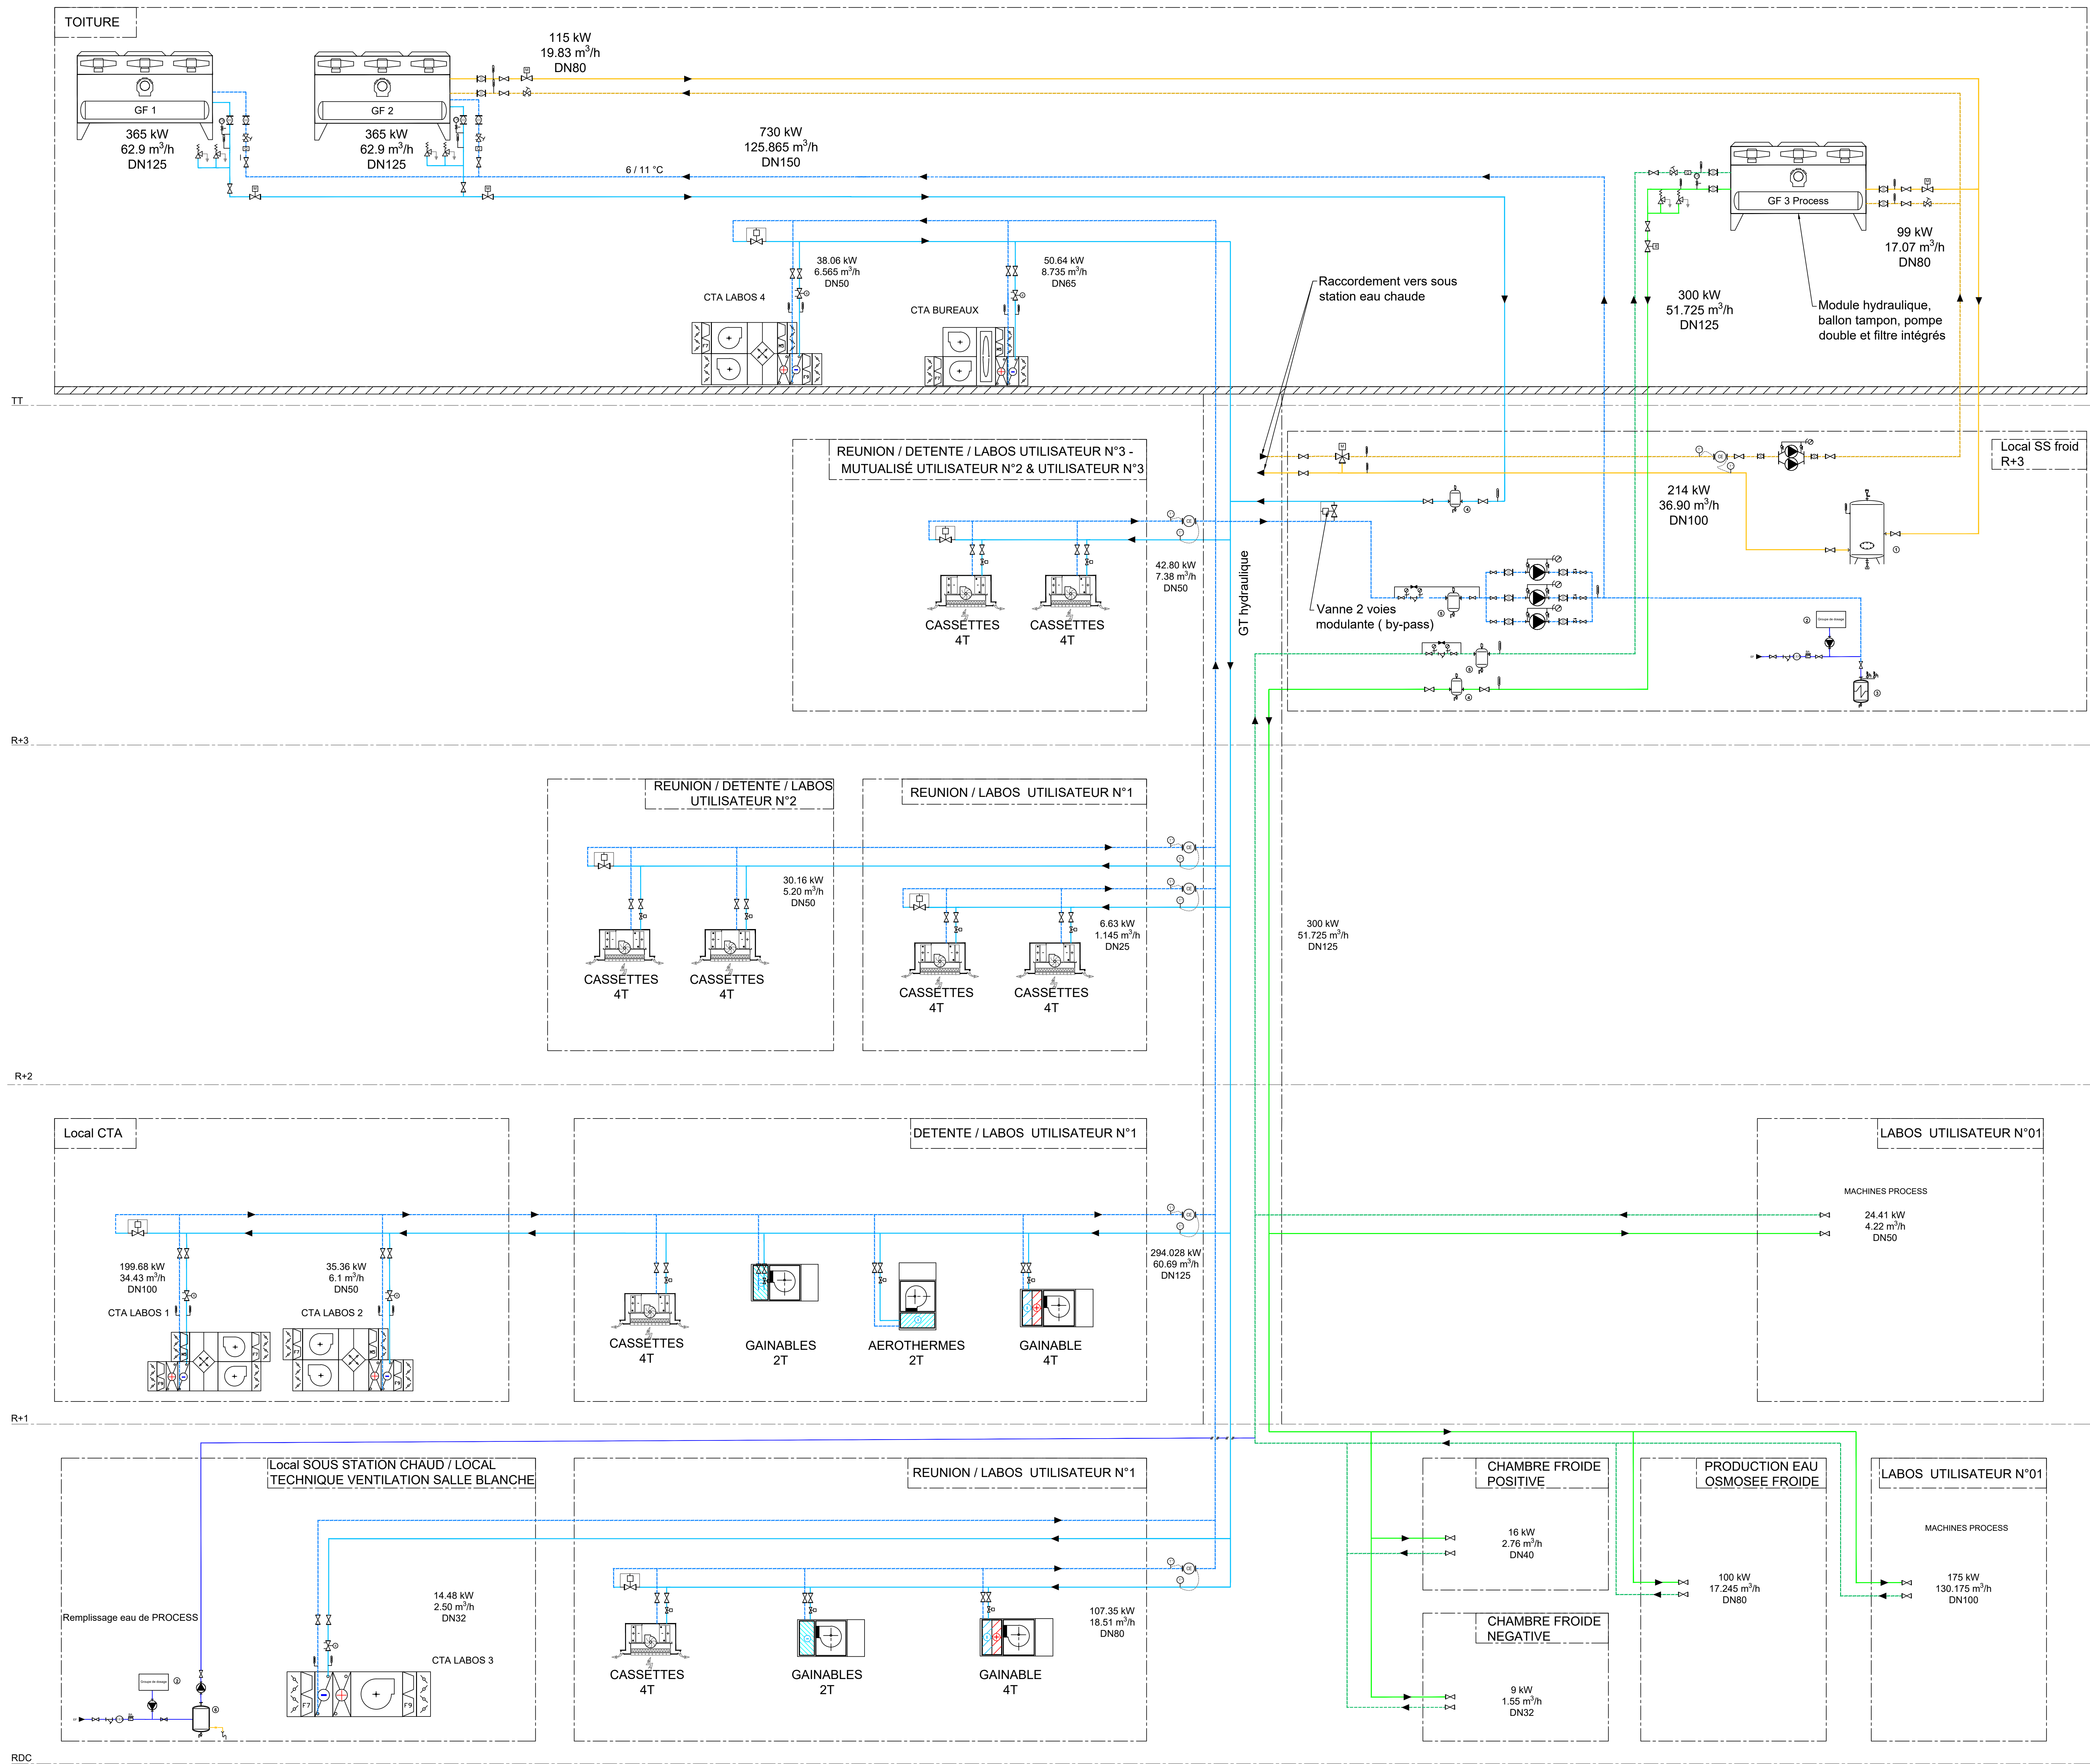 TOITURE
115 kW
19.83 m³/h
DN80
GF 1
365 kW
62.9 m³/h
DN125
GF 2
365 kW
62.9 m³/h
DN125
730 kW
125.865 m³/h
DN150
6 / 11 °C
GF 3 Process
99 kW
17.07 m³/h
DN80
300 kW
51.725 m³/h
DN125
Module hydraulique,
ballon tampon, pompe
double et filtre intégrés
Raccordement vers sous
station eau chaude
CTA LABOS 4
38.06 kW
6.565 m³/h
DN50
CTA BUREAUX
50.64 kW
8.735 m³/h
DN65
TT
REUNION / DETENTE / LABOS UTILISATEUR N°3 -
MUTUALISÉ UTILISATEUR N°2 & UTILISATEUR N°3
42.80 kW
7.38 m³/h
DN50
CASSETTES
4T
CASSETTES
4T
GT hydraulique
Local SS froid
R+3
214 kW
36.90 m³/h
DN100
Vanne 2 voies
modulante ( by-pass)
Groupe de dosage
R+3
REUNION / DETENTE / LABOS
UTILISATEUR N°2
30.16 kW
5.20 m³/h
DN50
CASSETTES
4T
CASSETTES
4T
REUNION / LABOS UTILISATEUR N°1
6.63 kW
1.145 m³/h
DN25
CASSETTES
4T
CASSETTES
4T
300 kW
51.725 m³/h
DN125
R+2
Local CTA
199.68 kW
34.43 m³/h
DN100
CTA LABOS 1
35.36 kW
6.1 m³/h
DN50
CTA LABOS 2
DETENTE / LABOS UTILISATEUR N°1
294.028 kW
60.69 m³/h
DN125
CASSETTES
4T
GAINABLES
2T
AEROTHERMES
2T
GAINABLE
4T
LABOS UTILISATEUR N°01
MACHINES PROCESS
24.41 kW
4.22 m³/h
DN50
R+1
Local SOUS STATION CHAUD / LOCAL
TECHNIQUE VENTILATION SALLE BLANCHE
Remplissage eau de PROCESS
Groupe de dosage
14.48 kW
2.50 m³/h
DN32
CTA LABOS 3
F7
F9
REUNION / LABOS UTILISATEUR N°1
107.35 kW
18.51 m³/h
DN80
CASSETTES
4T
GAINABLES
2T
GAINABLE
4T
CHAMBRE FROIDE
POSITIVE
16 kW
2.76 m³/h
DN40
CHAMBRE FROIDE
NEGATIVE
9 kW
1.55 m³/h
DN32
PRODUCTION EAU
OSMOSEE FROIDE
100 kW
17.245 m³/h
DN80
LABOS UTILISATEUR N°01
MACHINES PROCESS
175 kW
130.175 m³/h
DN100
RDC